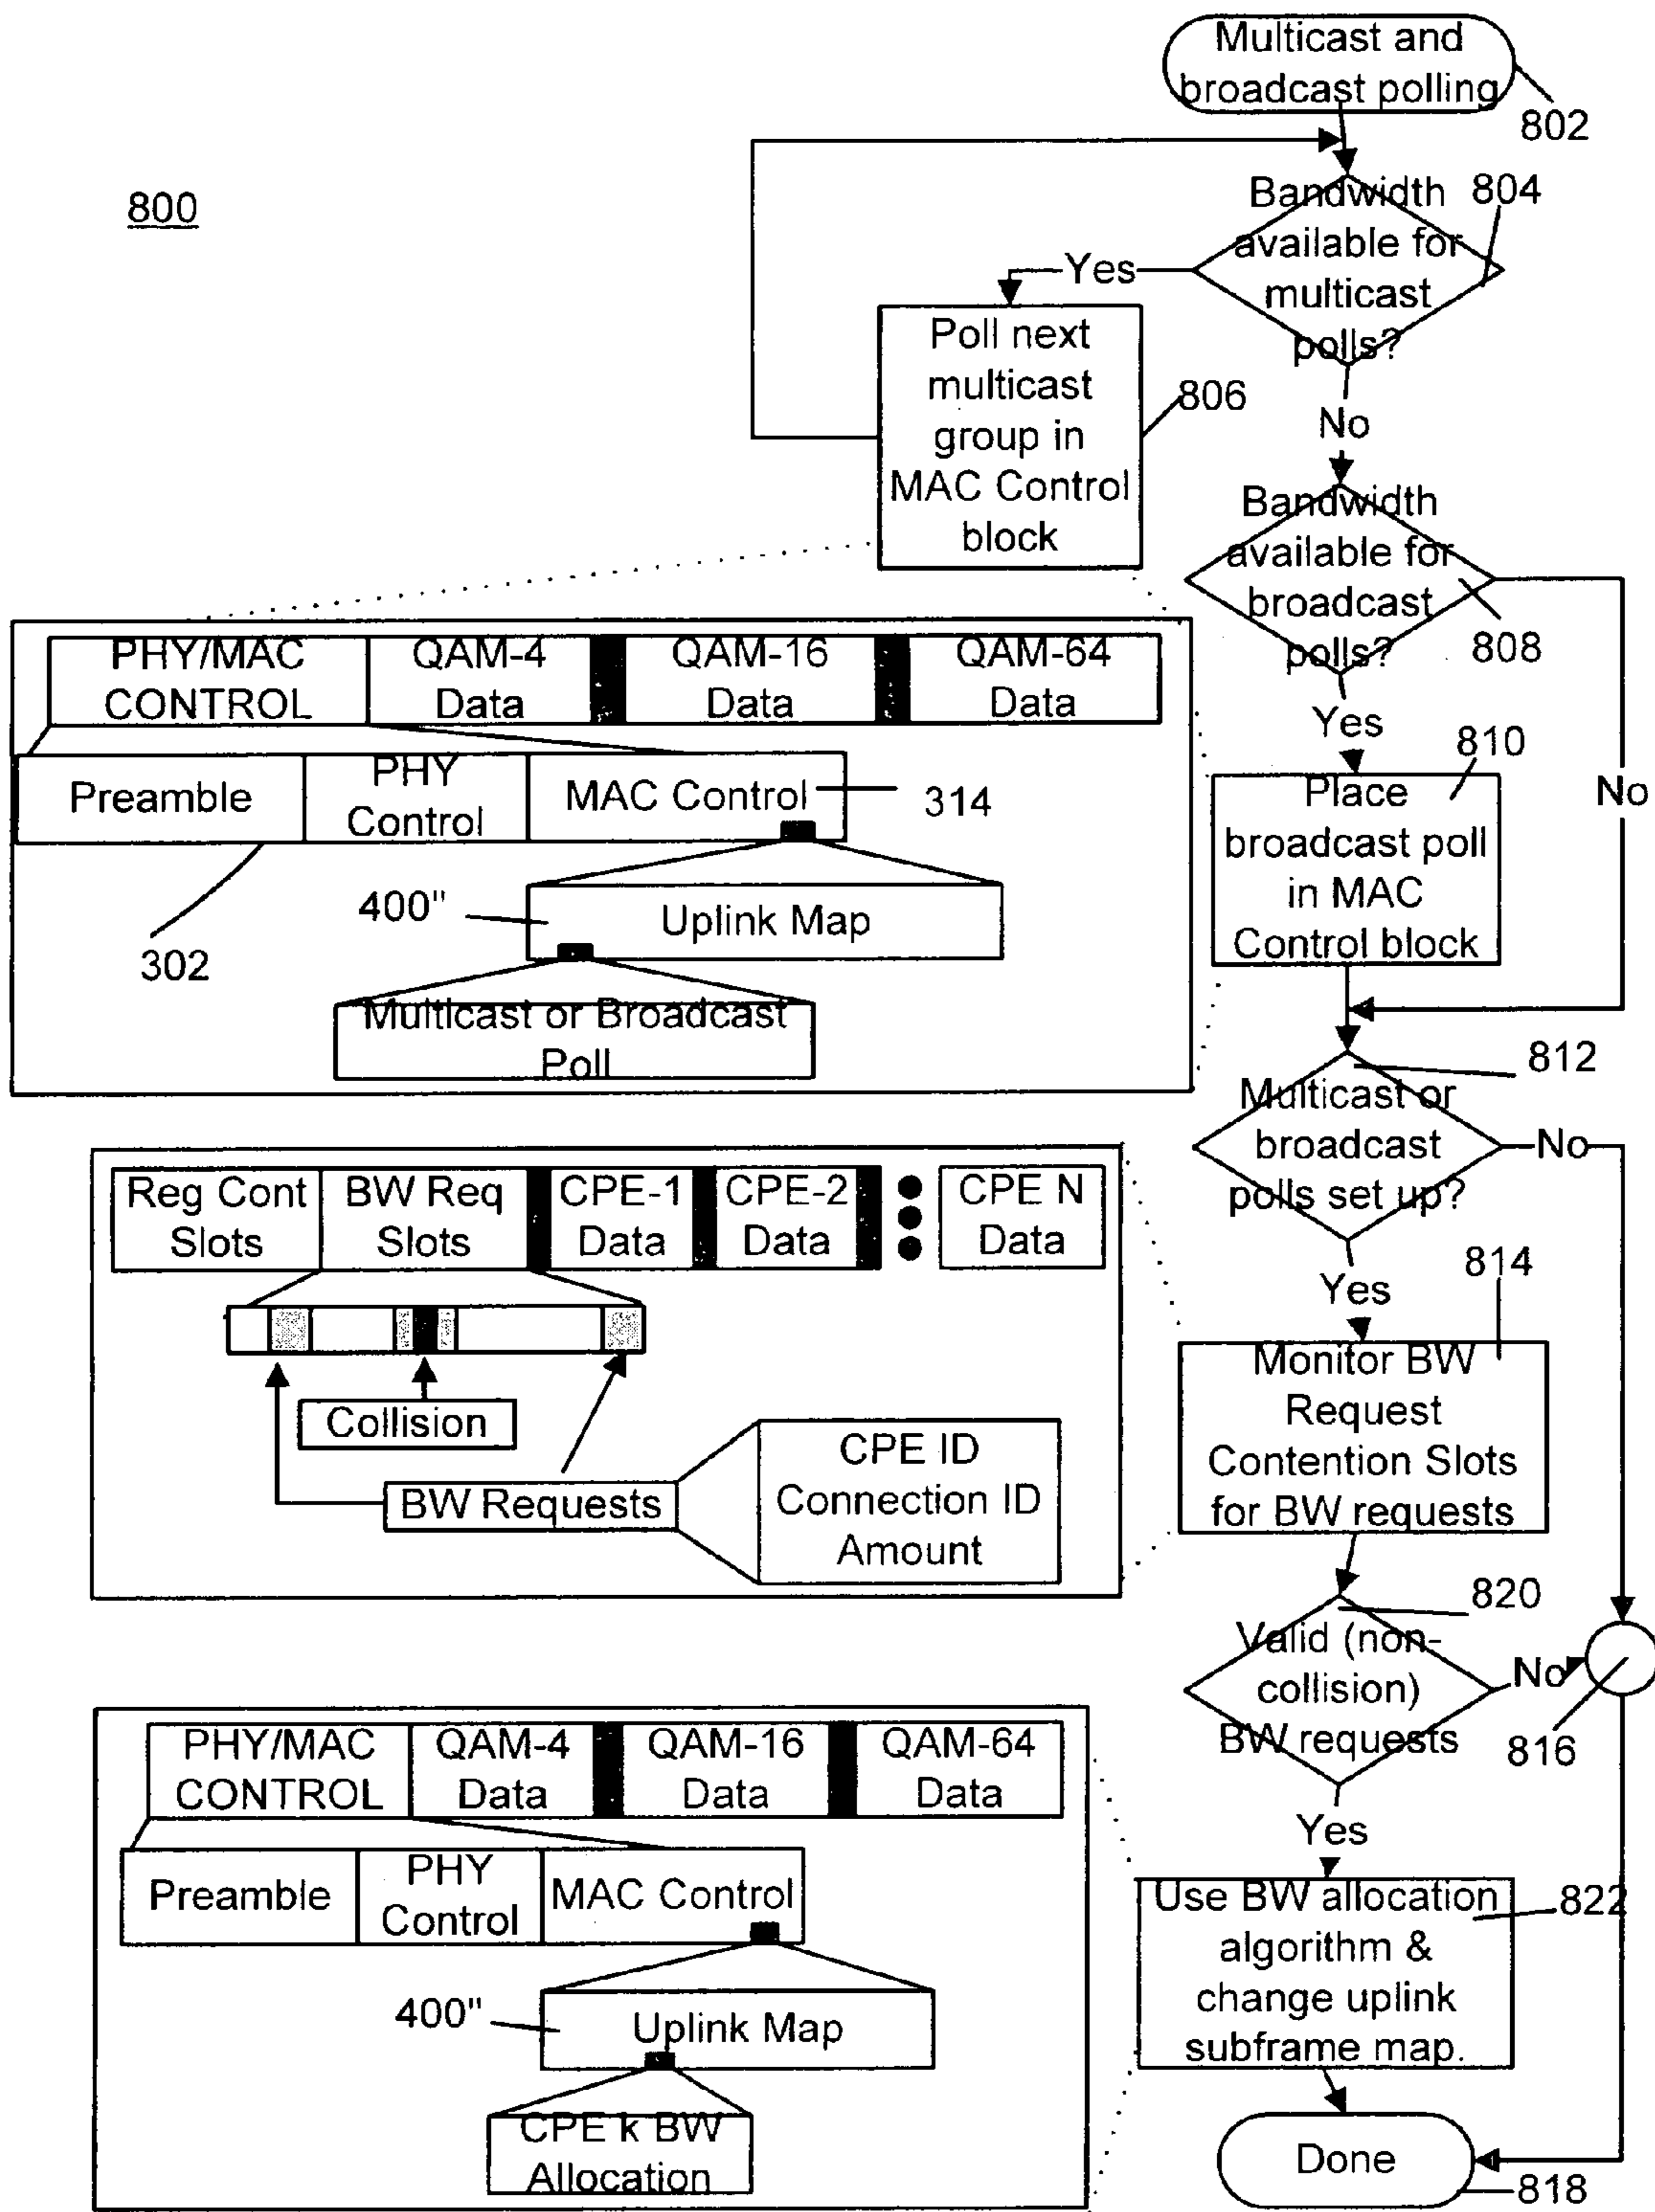 Multicast and
broadcast polling
802
800
Bandwidth
available for
multicast
polls?
804
Yes
No
Poll next
multicast
group in
MAC Control
block
806
Bandwidth
available for
broadcast
polls?
808
Yes
No
Place
broadcast poll
in MAC
Control block
810
PHY/MAC
CONTROL
QAM-4
Data
QAM-16
Data
QAM-64
Data
Preamble
PHY
Control
MAC Control
314
302
400"
Uplink Map
Multicast or Broadcast
Poll
Multicast or
broadcast
polls set up?
812
No
Yes
Reg Cont
Slots
BW Req
Slots
CPE-1
Data
CPE-2
Data
CPE N
Data
Collision
BW Requests
CPE ID
Connection ID
Amount
Monitor BW
Request
Contention Slots
for BW requests
814
Valid (non-
collision)
BW requests
820
No
816
Yes
PHY/MAC
CONTROL
QAM-4
Data
QAM-16
Data
QAM-64
Data
Preamble
PHY
Control
MAC Control
400"
Uplink Map
CPE k BW
Allocation
Use BW allocation
algorithm &
change uplink
subframe map.
822
Done
818